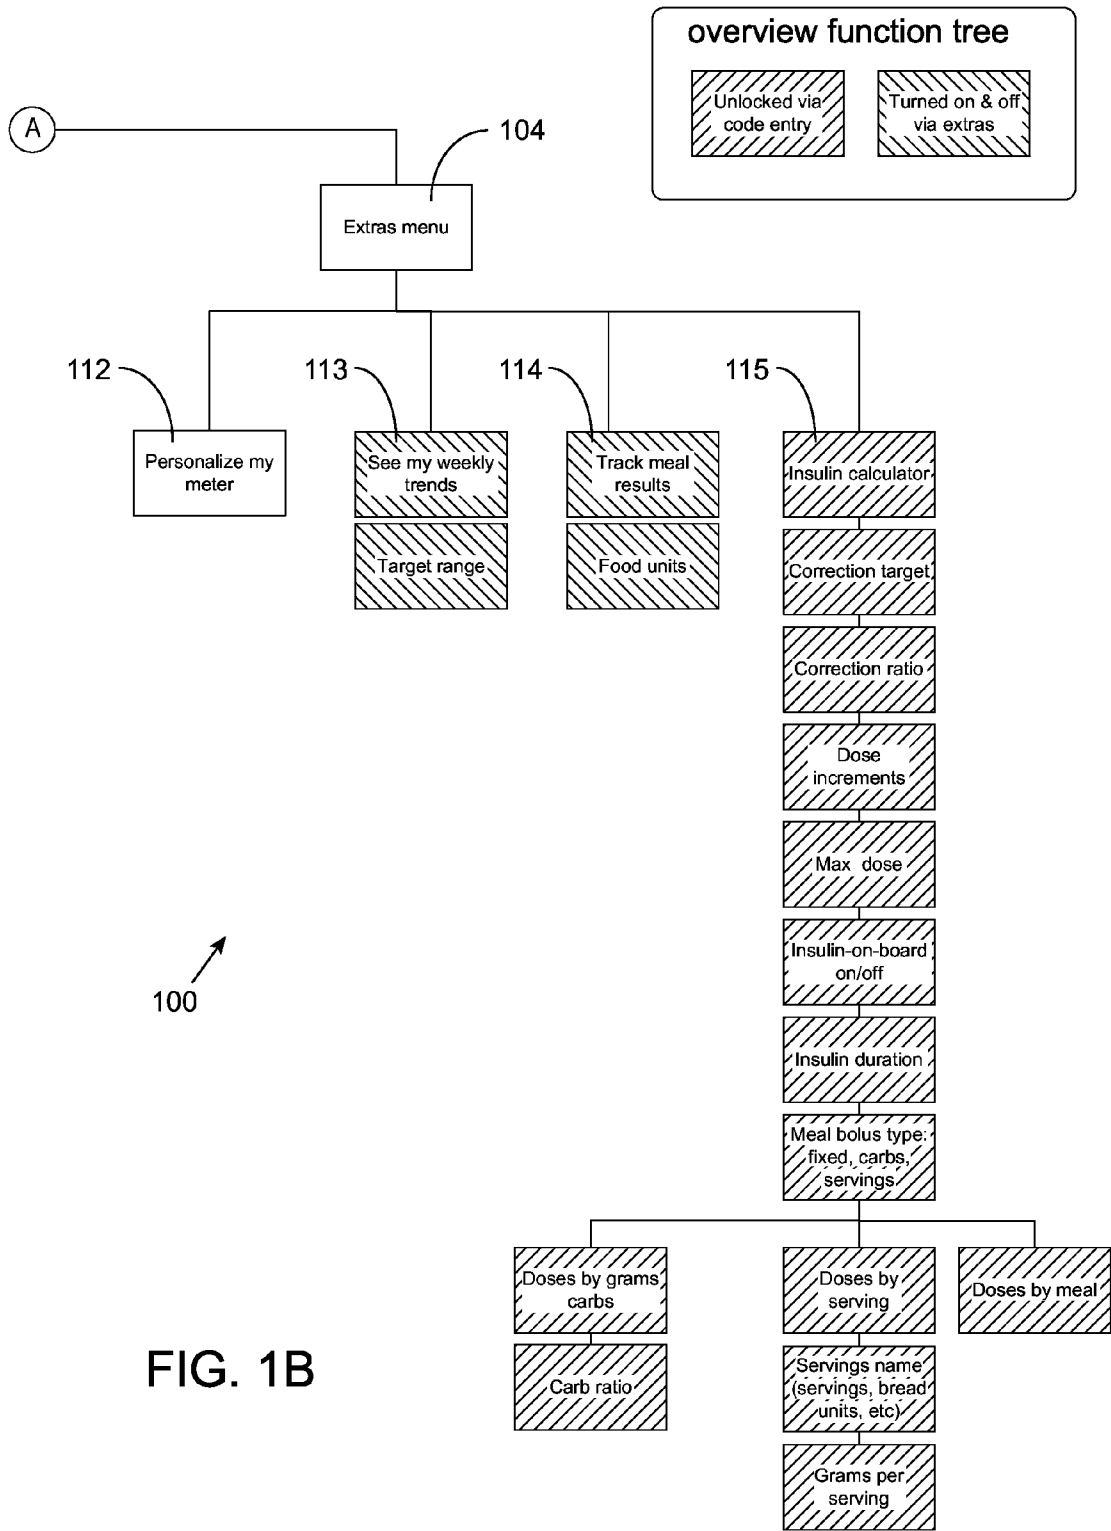 overview function tree
Unlocked via
code entry
Turned on & off
via extras
A
104
Extras menu
112
113
114
115
Personalize my
meter
See my weekly
trends
Track meal
results
Insulin calculator
Target range
Food units
Correction target
Correction ratio
Dose
increments
Max dose
Insulin-on-board
on/off
100
Insulin duration
Meal bolus type:
fixed, carbs,
servings
Doses by grams
carbs
Doses by
serving
Doses by meal
Carb ratio
Servings name
(servings, bread
units, etc)
Grams per
serving
FIG. 1B